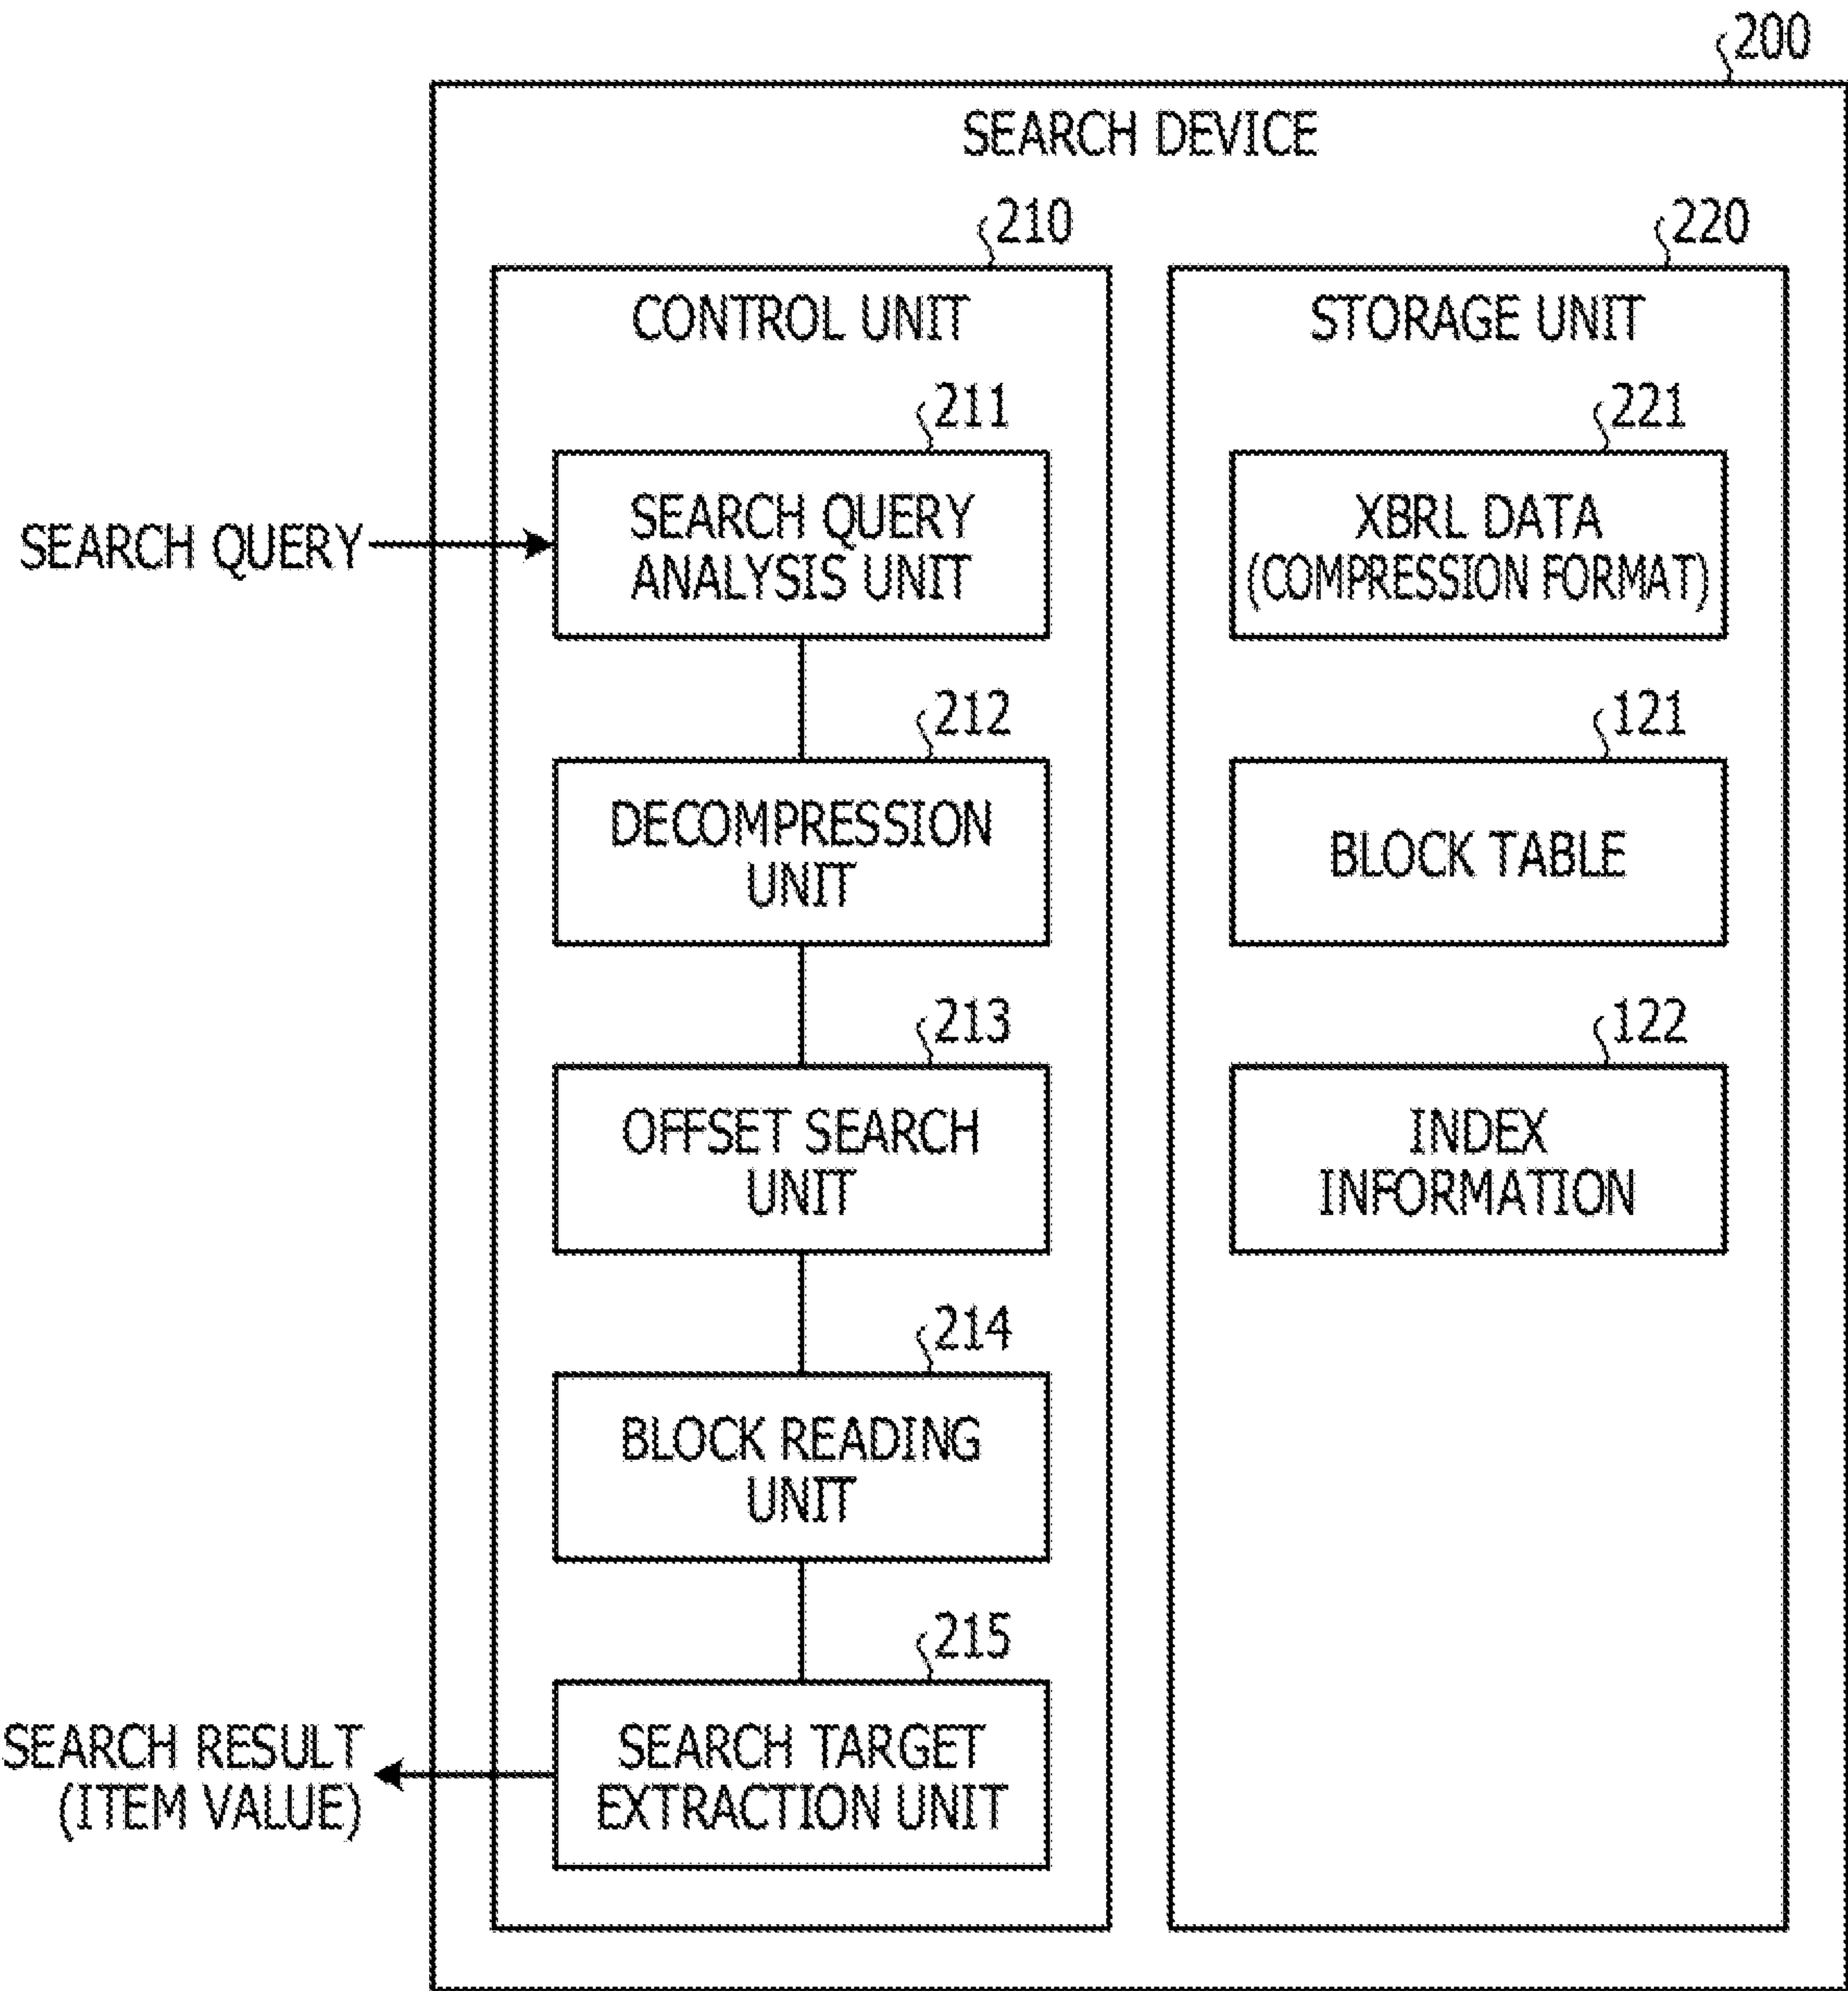 200
SEARCH DEVICE
210
CONTROL UNIT
211
SEARCH QUERY
SEARCH QUERY
ANALYSIS UNIT
212
DECOMPRESSION
UNIT
213
OFFSET SEARCH
UNIT
214
BLOCK READING
UNIT
215
SEARCH TARGET
EXTRACTION UNIT
SEARCH RESULT
(ITEM VALUE)
220
STORAGE UNIT
221
XBRL DATA
(COMPRESSION FORMAT)
121
BLOCK TABLE
122
INDEX
INFORMATION